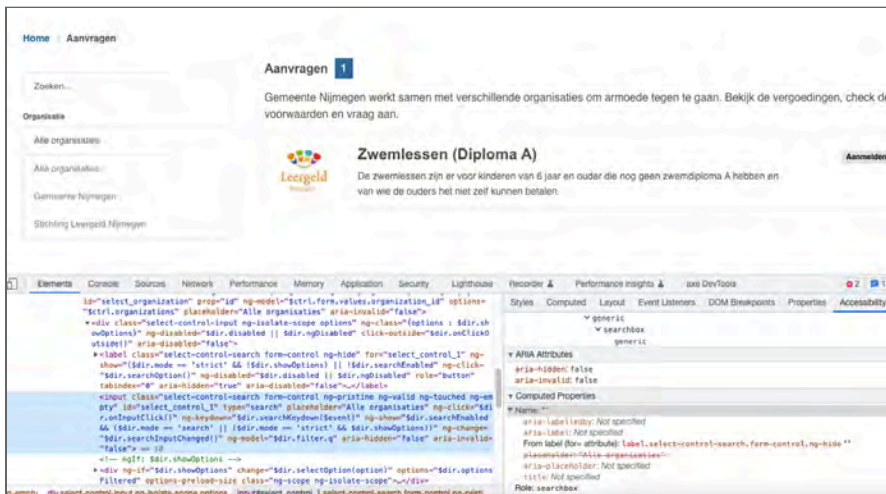 Home Aanvragen
Zoeken...
Organisatie
Alle organisaties
Alle organisaties
Gemeente Nijmegen
Stichting Leergeld Nijmegen
Aanvragen 1
Gemeente Nijmegen werkt samen met verschillende organisaties om armoede tegen te gaan. Bekijk de vergoedingen, check de
voorwaarden en vraag aan.
Leergeld
Zwemlessen (Diploma A)
De zwemlessen zijn er voor kinderen van 6 jaar en ouder die nog geen zwemdiploma A hebben en
van wie de ouders het niet zelf kunnen betalen.
Aanmelden
Elements Console Sources Network Performance Memory Application Security Lighthouse Recorder Performance insights axe DevTools 2 1
id="select_organization" prop="id" ng-model="$ctrl.form.values.organization_id" options=
"$ctrl.organizations" placeholder="Alle organisaties" aria-invalid="false">
<div class="select-control-input ng-isolate-scope options" ng-class="{options : $dir.sh
owOptions}" ng-disabled="$dir.disabled || $dir.ngDisabled" click-outside="$dir.onClickO
utside()" aria-disabled="false">
<label class="select-control-search form-control ng-hide" for="select_control_1" ng-
show="($dir.mode == 'strict' && !$dir.showOptions) || !$dir.searchEnabled" ng-click=
"$dir.searchOption()" ng-disabled="$dir.disabled || $dir.ngDisabled" role="button"
tabindex="0" aria-hidden="true" aria-disabled="false">…</label>
<input class="select-control-search form-control ng-pristine ng-valid ng-touched ng-em
pty" id="select_control_1" type="search" placeholder="Alle organisaties" ng-click="$di
r.onInputClick()" ng-keydown="$dir.searchKeydown($event)" ng-show="$dir.searchEnabled
&& ($dir.mode == 'search' || ($dir.mode == 'strict' && $dir.showOptions))" ng-change=
"$dir.searchInputChanged()" ng-model="$dir.filter.q" aria-hidden="false" aria-invalid=
"false"> == $0
<!-- ngIf: $dir.showOptions -->
<div ng-if="$dir.showOptions" change="$dir.selectOption(option)" options="$dir.options
Filtered" options-preload-size class="ng-scope ng-isolate-scope">…</div>
Styles Computed Layout Event Listeners DOM Breakpoints Properties Accessibility
generic
searchbox
generic
ARIA Attributes
aria-hidden: false
aria-invalid: false
Computed Properties
Name: ""
aria-labelledby: Not specified
aria-label: Not specified
From label (for= attribute): label.select-control-search.form-control.ng-hide ""
placeholder: "Alle organisaties"
aria-placeholder: Not specified
title: Not specified
Role: searchbox